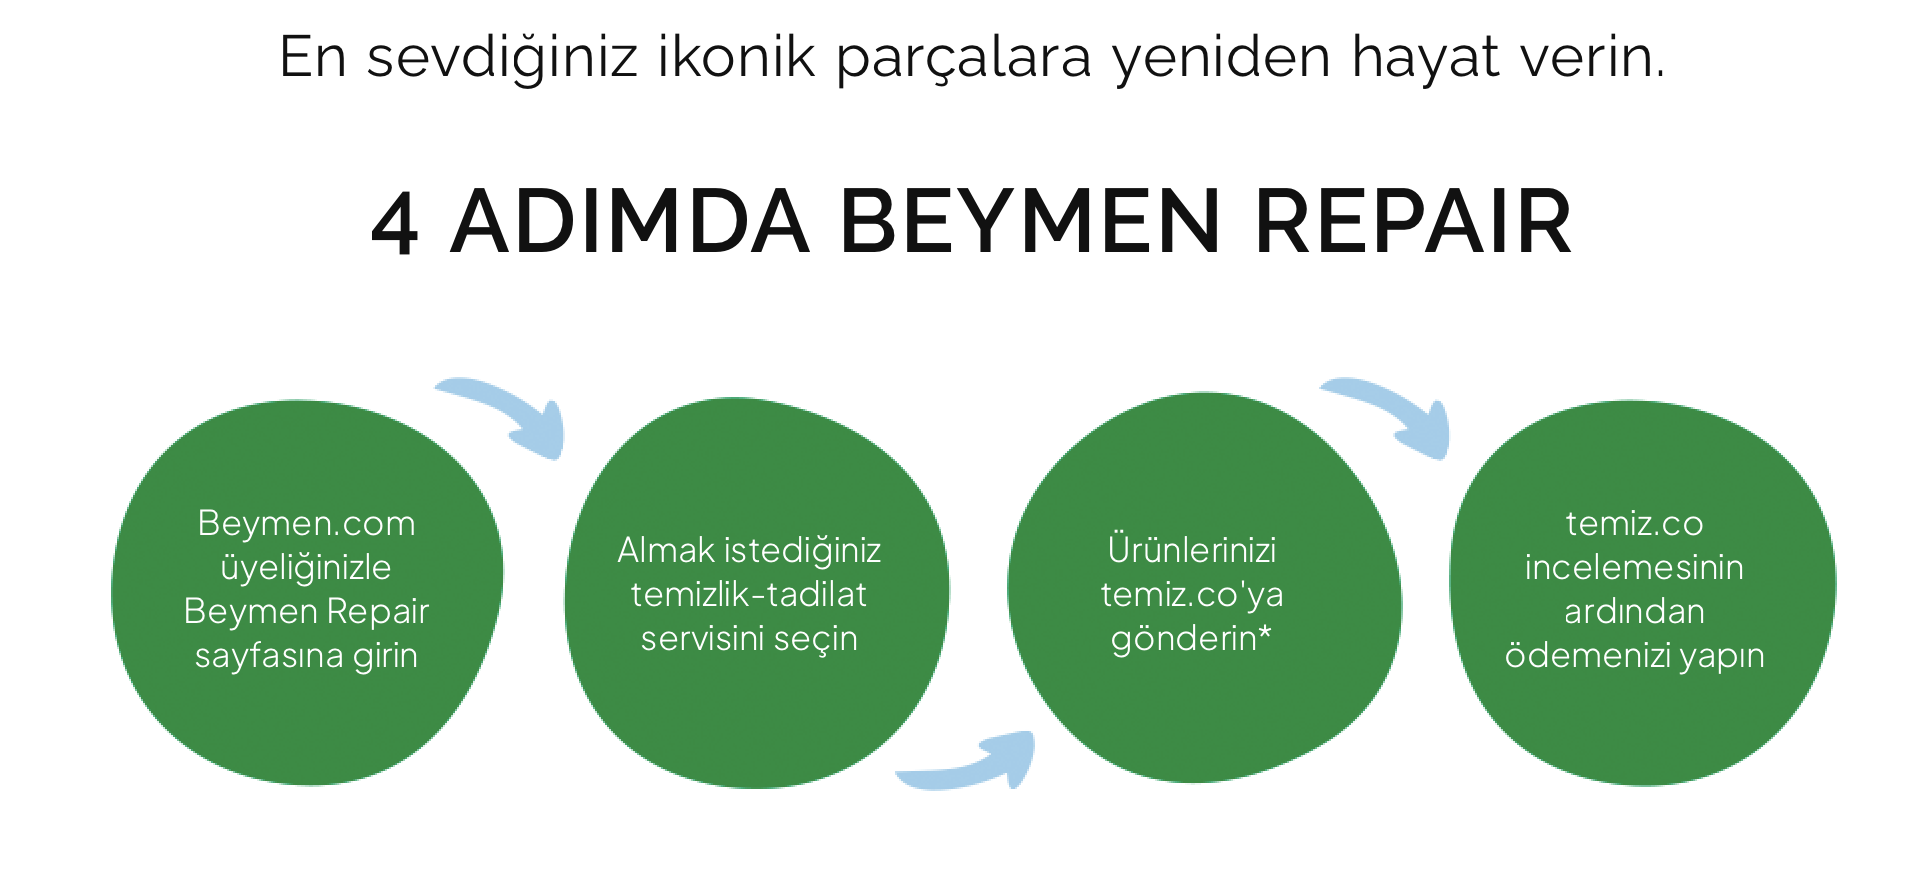 En sevdiğiniz ikonik parçalara yeniden hayat verin.
4 ADIMDA BEYMEN REPAIR
Beymen.com
üyeliğinizle
Beymen Repair
sayfasına girin
Almak istediğiniz
temizlik-tadilat
servisini seçin
Ürünlerinizi
temiz.co'ya
gönderin*
temiz.co
incelemesinin
ardından
ödemenizi yapın